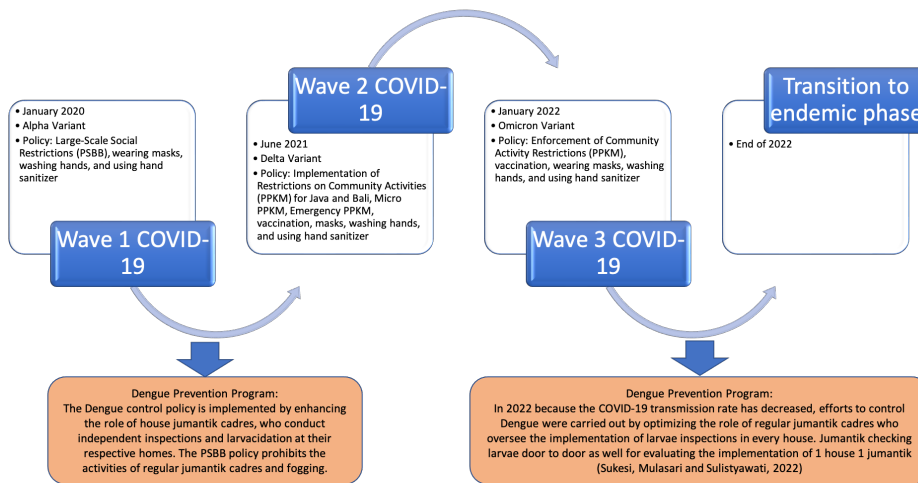 • January 2020
• Alpha Variant
• Policy: Large-Scale Social
Restrictions (PSBB), wearing masks,
washing hands, and using hand
sanitizer
Wave 1 COVID-
19
Wave 2 COVID-
19
• June 2021
• Delta Variant
• Policy: Implementation of
Restrictions on Community Activities
(PPKM) for Java and Bali, Micro
PPKM, Emergency PPKM,
vaccination, masks, washing hands,
and using hand sanitizer
• January 2022
• Omicron Variant
• Policy: Enforcement of Community
Activity Restrictions (PPKM),
vaccination, wearing masks, washing
hands, and using hand sanitizer
Wave 3 COVID-
19
Transition to
endemic phase
• End of 2022
Dengue Prevention Program:
The Dengue control policy is implemented by enhancing
the role of house jumantik cadres, who conduct
independent inspections and larvacidation at their
respective homes. The PSBB policy prohibits the
activities of regular jumantik cadres and fogging.
Dengue Prevention Program:
In 2022 because the COVID-19 transmission rate has decreased, efforts to control
Dengue were carried out by optimizing the role of regular jumantik cadres who
oversee the implementation of larvae inspections in every house. Jumantik checking
larvae door to door as well for evaluating the implementation of 1 house 1 jumantik
(Sukesi, Mulasari and Sulistyawati, 2022)